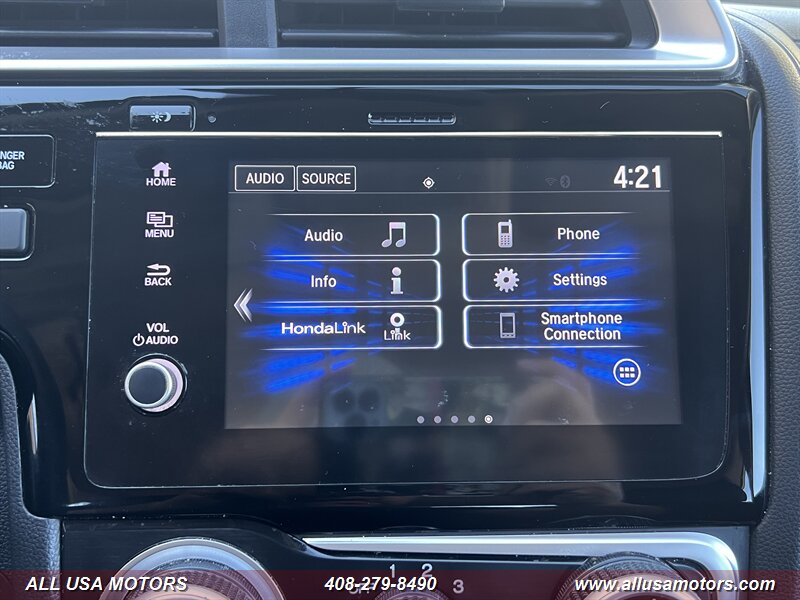 NGER
BAG
HOME
MENU
BACK
VOL
AUDIO
AUDIO SOURCE 4:21
Audio Phone
Info Settings
HondaLink Link Smartphone
Connection
1 2
3
ALL USA MOTORS 408-279-8490 www.allusamotors.com